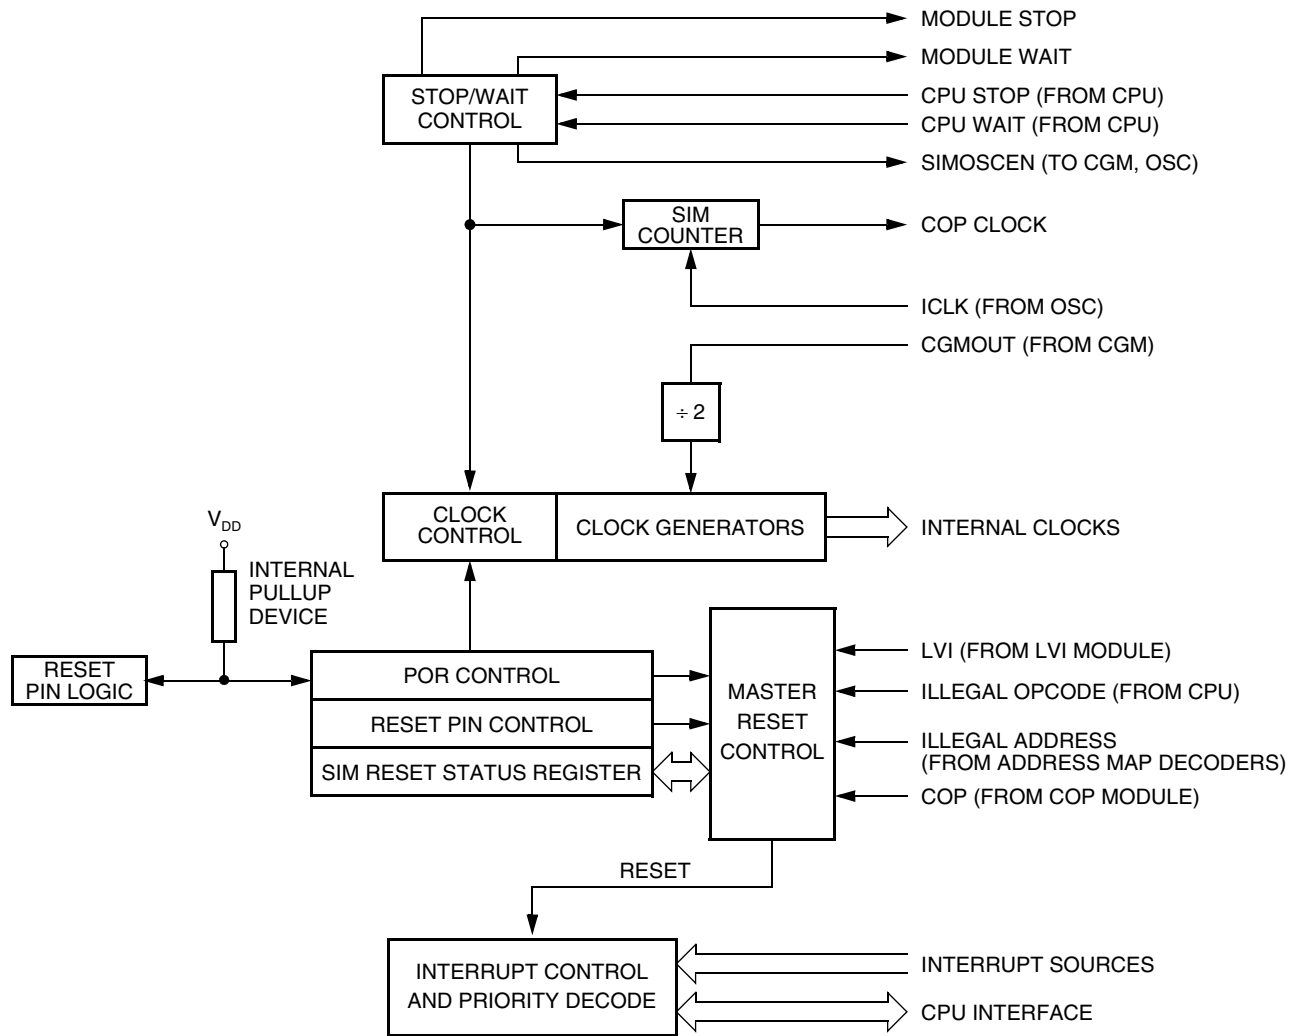 MODULE STOP
MODULE WAIT
STOP/WAIT
CONTROL
CPU STOP (FROM CPU)
CPU WAIT (FROM CPU)
SIMOSCEN (TO CGM, OSC)
SIM
COUNTER
COP CLOCK
ICLK (FROM OSC)
CGMOUT (FROM CGM)
÷ 2
CLOCK
CONTROL
CLOCK GENERATORS
INTERNAL CLOCKS
VDD
INTERNAL
PULLUP
DEVICE
RESET
PIN LOGIC
POR CONTROL
RESET PIN CONTROL
SIM RESET STATUS REGISTER
MASTER
RESET
CONTROL
LVI (FROM LVI MODULE)
ILLEGAL OPCODE (FROM CPU)
ILLEGAL ADDRESS
(FROM ADDRESS MAP DECODERS)
COP (FROM COP MODULE)
RESET
INTERRUPT CONTROL
AND PRIORITY DECODE
INTERRUPT SOURCES
CPU INTERFACE